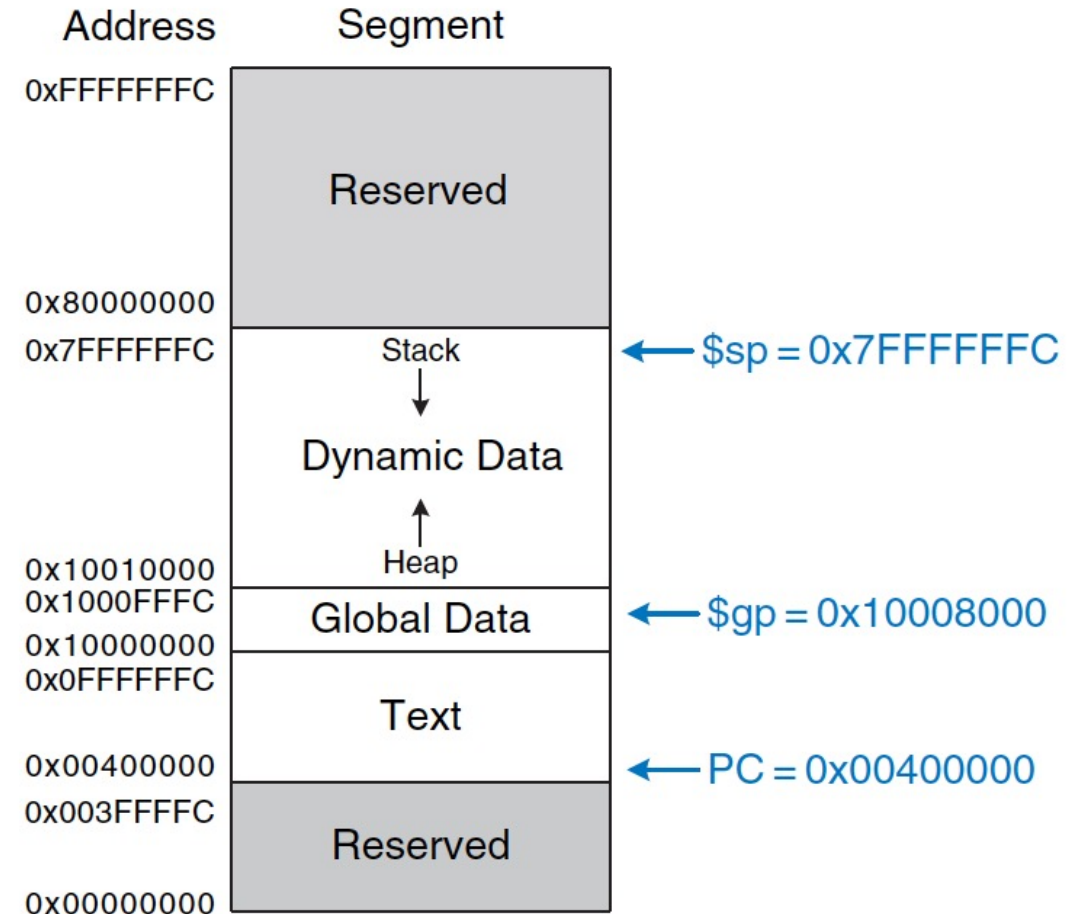 Address Segment
0xFFFFFFFC
Reserved
0x80000000
0x7FFFFFFC Stack $sp = 0x7FFFFFFC
Dynamic Data
Heap
0x10010000
0x1000FFFC
Global Data $gp = 0x10008000
0x10000000
0x0FFFFFFC
Text
0x00400000 PC = 0x00400000
0x003FFFFC
Reserved
0x00000000